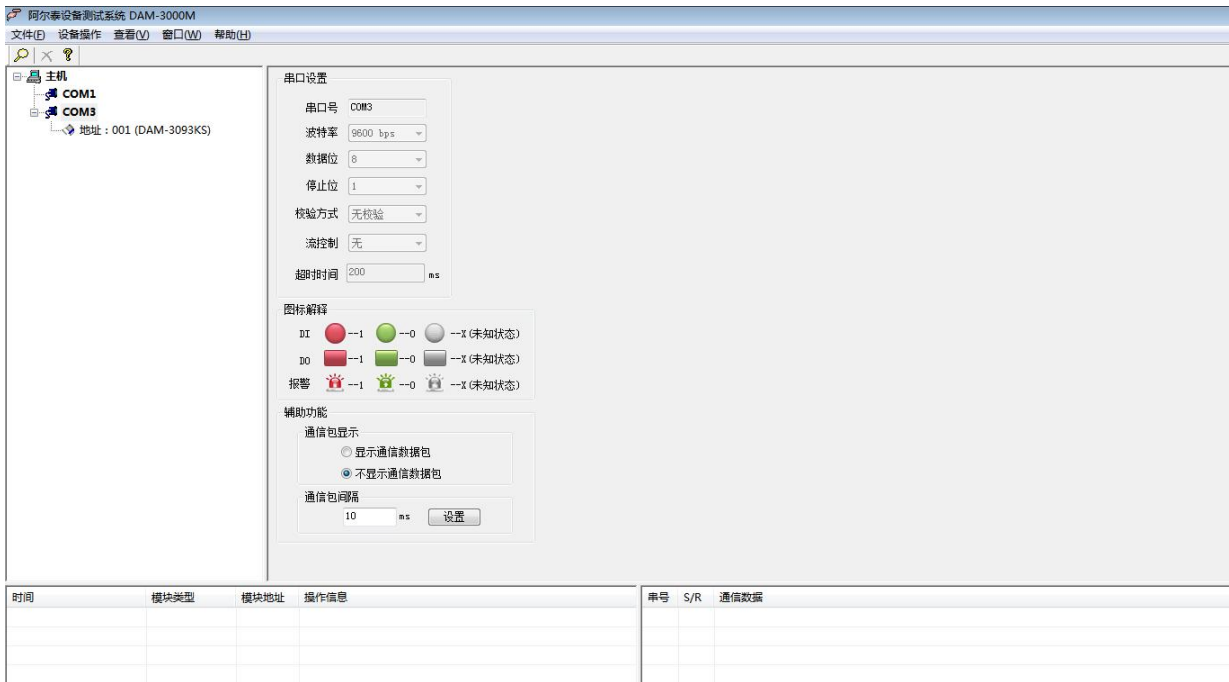 阿尔泰设备测试系统 DAM-3000M
文件(F) 设备操作 查看(V) 窗口(W) 帮助(H)
主机
COM1
COM3
地址：001 (DAM-3093KS)
串口设置
串口号 COM3
波特率 9600 bps
数据位 8
停止位 1
校验方式 无校验
流控制 无
超时时间 200 ms
图标解释
DI --1 --0 --X(未知状态)
DO --1 --0 --X(未知状态)
报警 --1 --0 --X(未知状态)
辅助功能
通信包显示
显示通信数据包
不显示通信数据包
通信包间隔
10 ms 设置
时间 模块类型 模块地址 操作信息 串号 S/R 通信数据